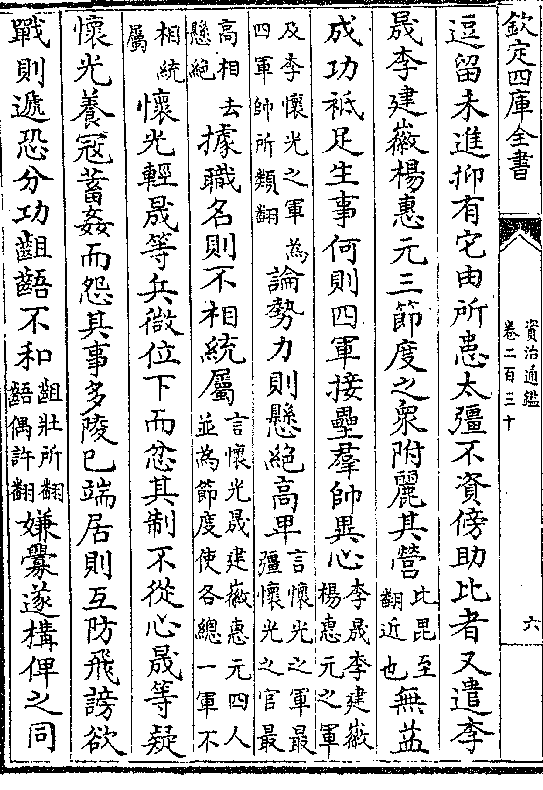 欽定四庫全書
資治通鑑
卷二百三十
六
逗留未進抑有它由所患太彊不資傍助比者又遣李
晟李建徽楊惠元三節度之衆附麗其營比毘至翻近也無益
成功祗足生事何則四軍接壘羣帥異心李晟李建徽楊惠元之軍
及李懷光之軍為四軍帥所類翻論勢力則懸絶高卑言懷光之軍最彊懷光之官最
高相去懸絶據職名則不相統屬言懷光晟建徽惠元四人並為節度使各總一軍不
相統屬懷光輕晟等兵微位下而忿其制不從心晟等疑
懷光養冦蓄姦而怨其事多陵已端居則互防飛謗欲
戰則遞恐分功齟齬不和齟壯所翻齬偶許翻嫌釁遂構俾之同